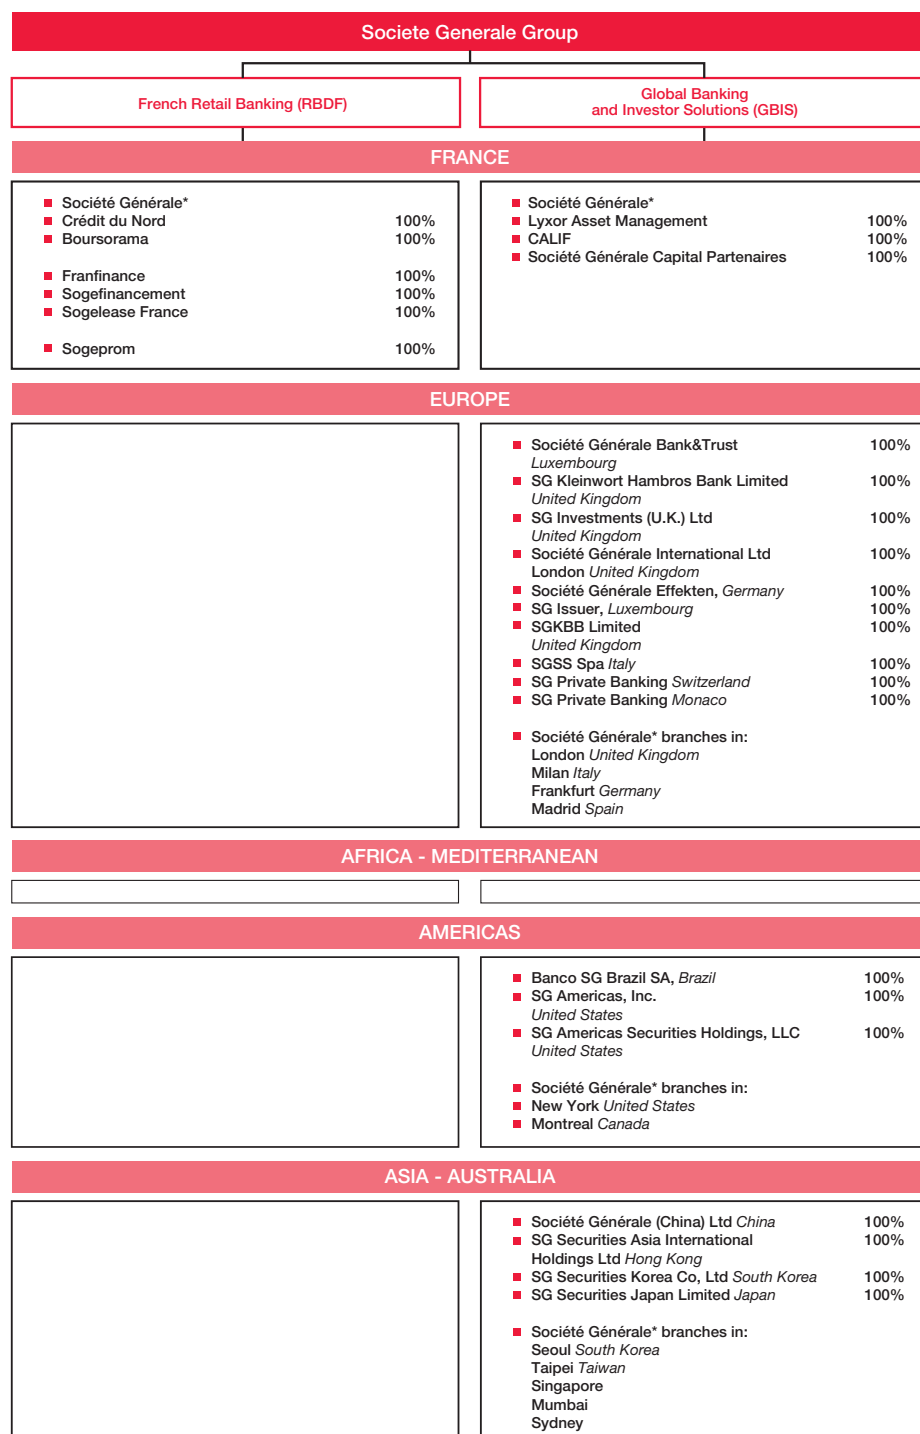 Societe Generale Group
French Retail Banking (RBDF)
Global Banking
and Investor Solutions (GBIS)
FRANCE
Société Générale*
Crédit du Nord 100%
Boursorama 100%
Franfinance 100%
Sogefinancement 100%
Sogelease France 100%
Sogeprom 100%
Société Générale*
Lyxor Asset Management 100%
CALIF 100%
Société Générale Capital Partenaires 100%
EUROPE
Société Générale Bank&Trust 100%
Luxembourg
SG Kleinwort Hambros Bank Limited 100%
United Kingdom
SG Investments (U.K.) Ltd 100%
United Kingdom
Société Générale International Ltd 100%
London United Kingdom
Société Générale Effekten, Germany 100%
SG Issuer, Luxembourg 100%
SGKBB Limited 100%
United Kingdom
SGSS Spa Italy 100%
SG Private Banking Switzerland 100%
SG Private Banking Monaco 100%
Société Générale* branches in:
London United Kingdom
Milan Italy
Frankfurt Germany
Madrid Spain
AFRICA - MEDITERRANEAN
AMERICAS
Banco SG Brazil SA, Brazil 100%
SG Americas, Inc. 100%
United States
SG Americas Securities Holdings, LLC 100%
United States
Société Générale* branches in:
New York United States
Montreal Canada
ASIA - AUSTRALIA
Société Générale (China) Ltd China 100%
SG Securities Asia International 100%
Holdings Ltd Hong Kong
SG Securities Korea Co, Ltd South Korea 100%
SG Securities Japan Limited Japan 100%
Société Générale* branches in:
Seoul South Korea
Taipei Taiwan
Singapore
Mumbai
Sydney